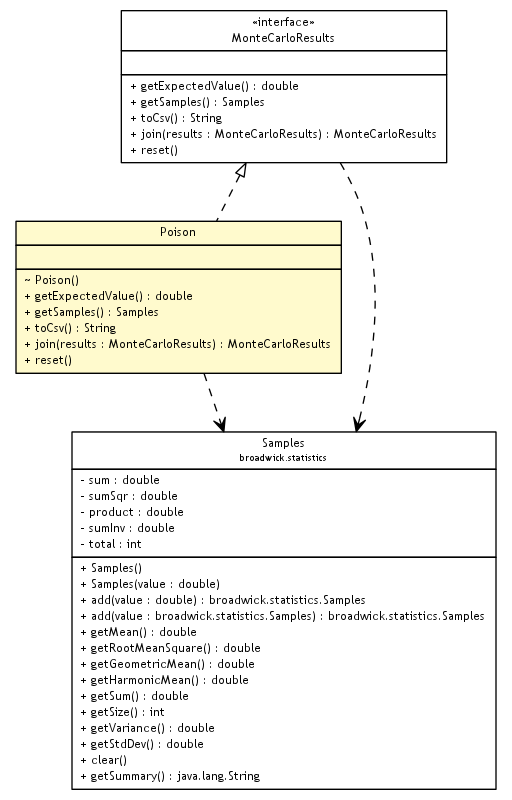 «interface»
MonteCarloResults
+ getExpectedValue() : double
+ getSamples() : Samples
+ toCsv() : String
+ join(results : MonteCarloResults) : MonteCarloResults
+ reset()
Poison
~ Poison()
+ getExpectedValue() : double
+ getSamples() : Samples
+ toCsv() : String
+ join(results : MonteCarloResults) : MonteCarloResults
+ reset()
Samples
broadwick.statistics
- sum : double
- sumSqr : double
- product : double
- sumInv : double
- total : int
+ Samples()
+ Samples(value : double)
+ add(value : double) : broadwick.statistics.Samples
+ add(value : broadwick.statistics.Samples) : broadwick.statistics.Samples
+ getMean() : double
+ getRootMeanSquare() : double
+ getGeometricMean() : double
+ getHarmonicMean() : double
+ getSum() : double
+ getSize() : int
+ getVariance() : double
+ getStdDev() : double
+ clear()
+ getSummary() : java.lang.String